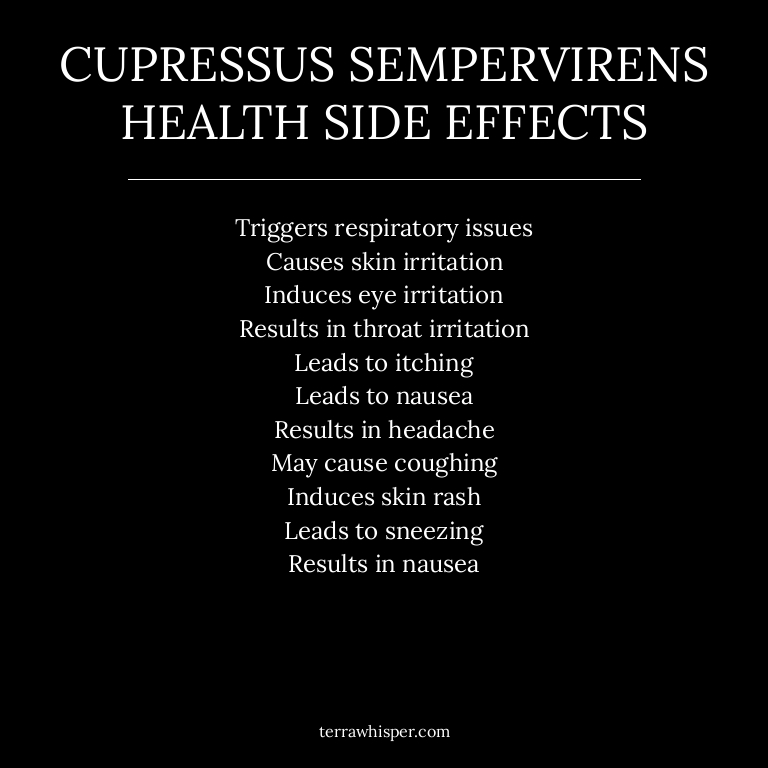 CUPRESSUS SEMPERVIRENS
HEALTH SIDE EFFECTS
Triggers respiratory issues
Causes skin irritation
Induces eye irritation
Results in throat irritation
Leads to itching
Leads to nausea
Results in headache
May cause coughing
Induces skin rash
Leads to sneezing
Results in nausea
terrawhisper.com